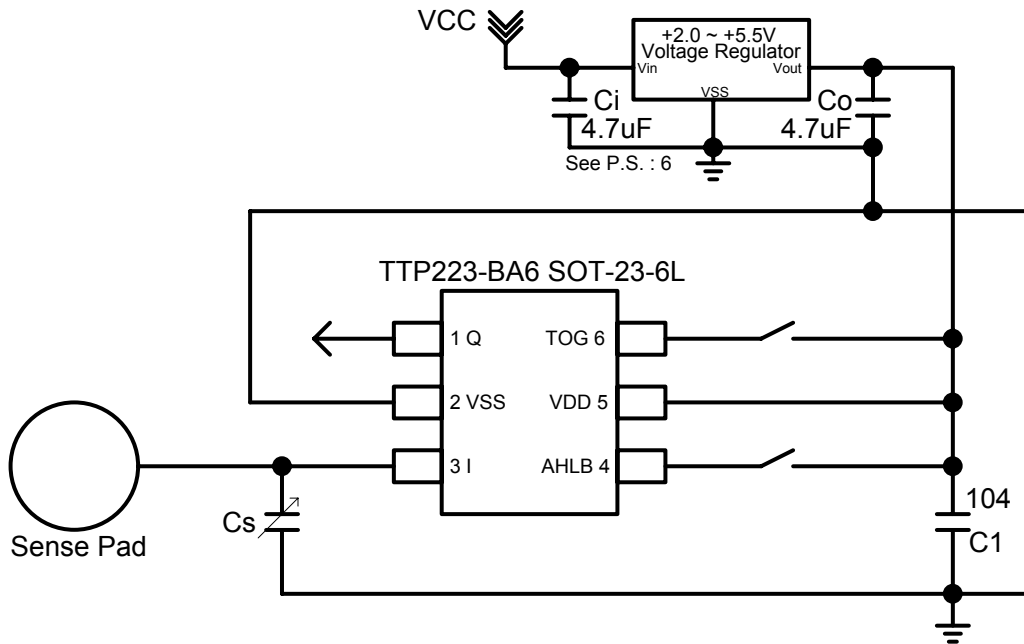 VCC
+2.0 ~ +5.5V
Voltage Regulator
Vin
Vout
VSS
Ci
4.7uF
Co
4.7uF
See P.S. : 6
TTP223-BA6 SOT-23-6L
1 Q
TOG 6
2 VSS
VDD 5
3 I
AHLB 4
Sense Pad
Cs
104
C1